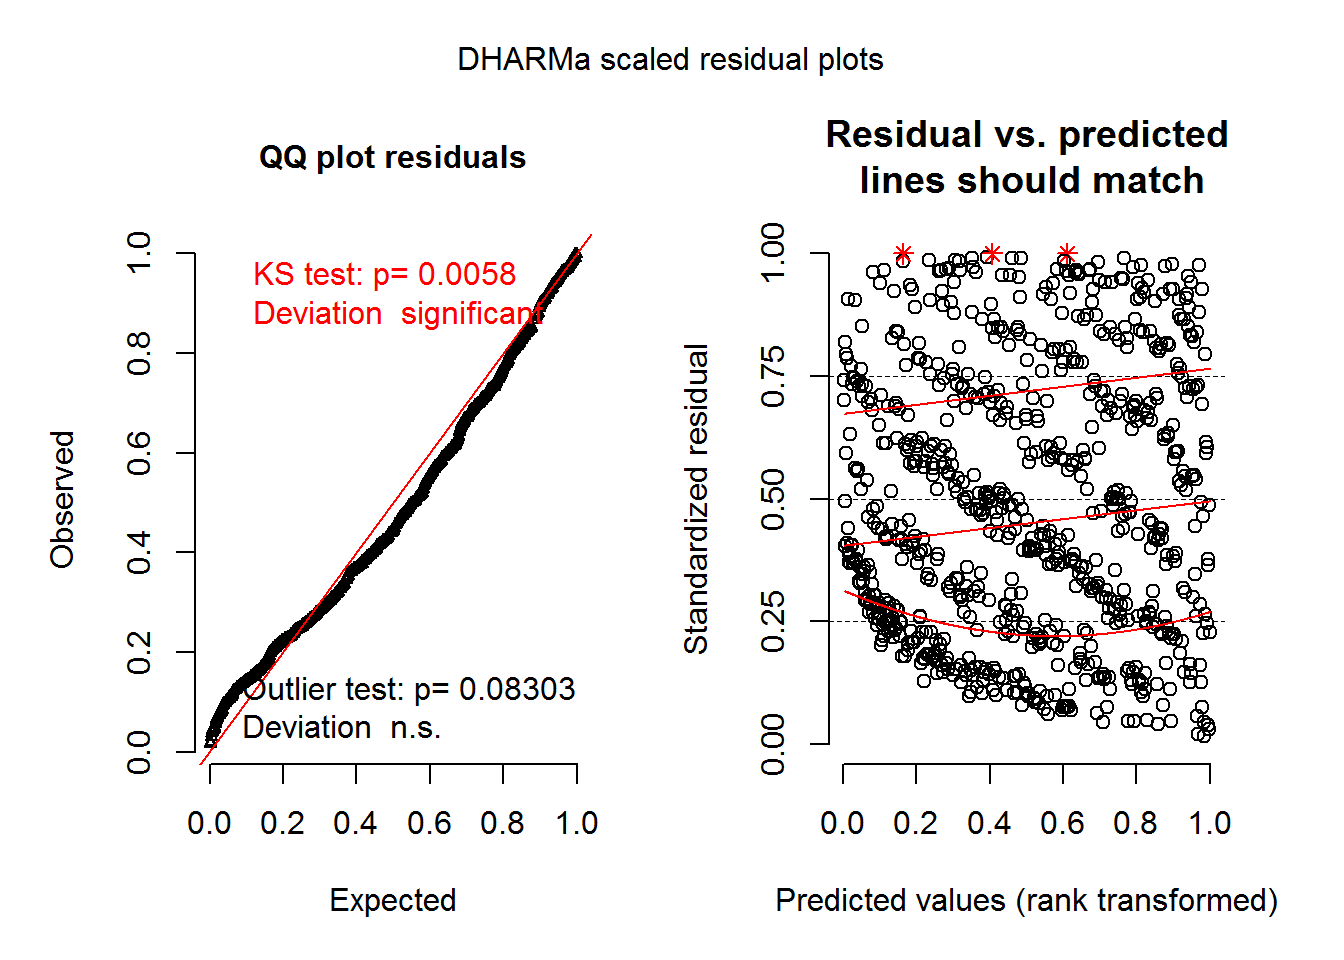 DHARMa scaled residual plots
QQ plot residuals
KS test: p= 0.0058
Deviation  significant
Outlier test: p= 0.08303
Deviation  n.s.
Observed
0.0 0.2 0.4 0.6 0.8 1.0
0.0 0.2 0.4 0.6 0.8 1.0
Expected
Residual vs. predicted
lines should match
Standardized residual
0.00 0.25 0.50 0.75 1.00
0.0 0.2 0.4 0.6 0.8 1.0
Predicted values (rank transformed)